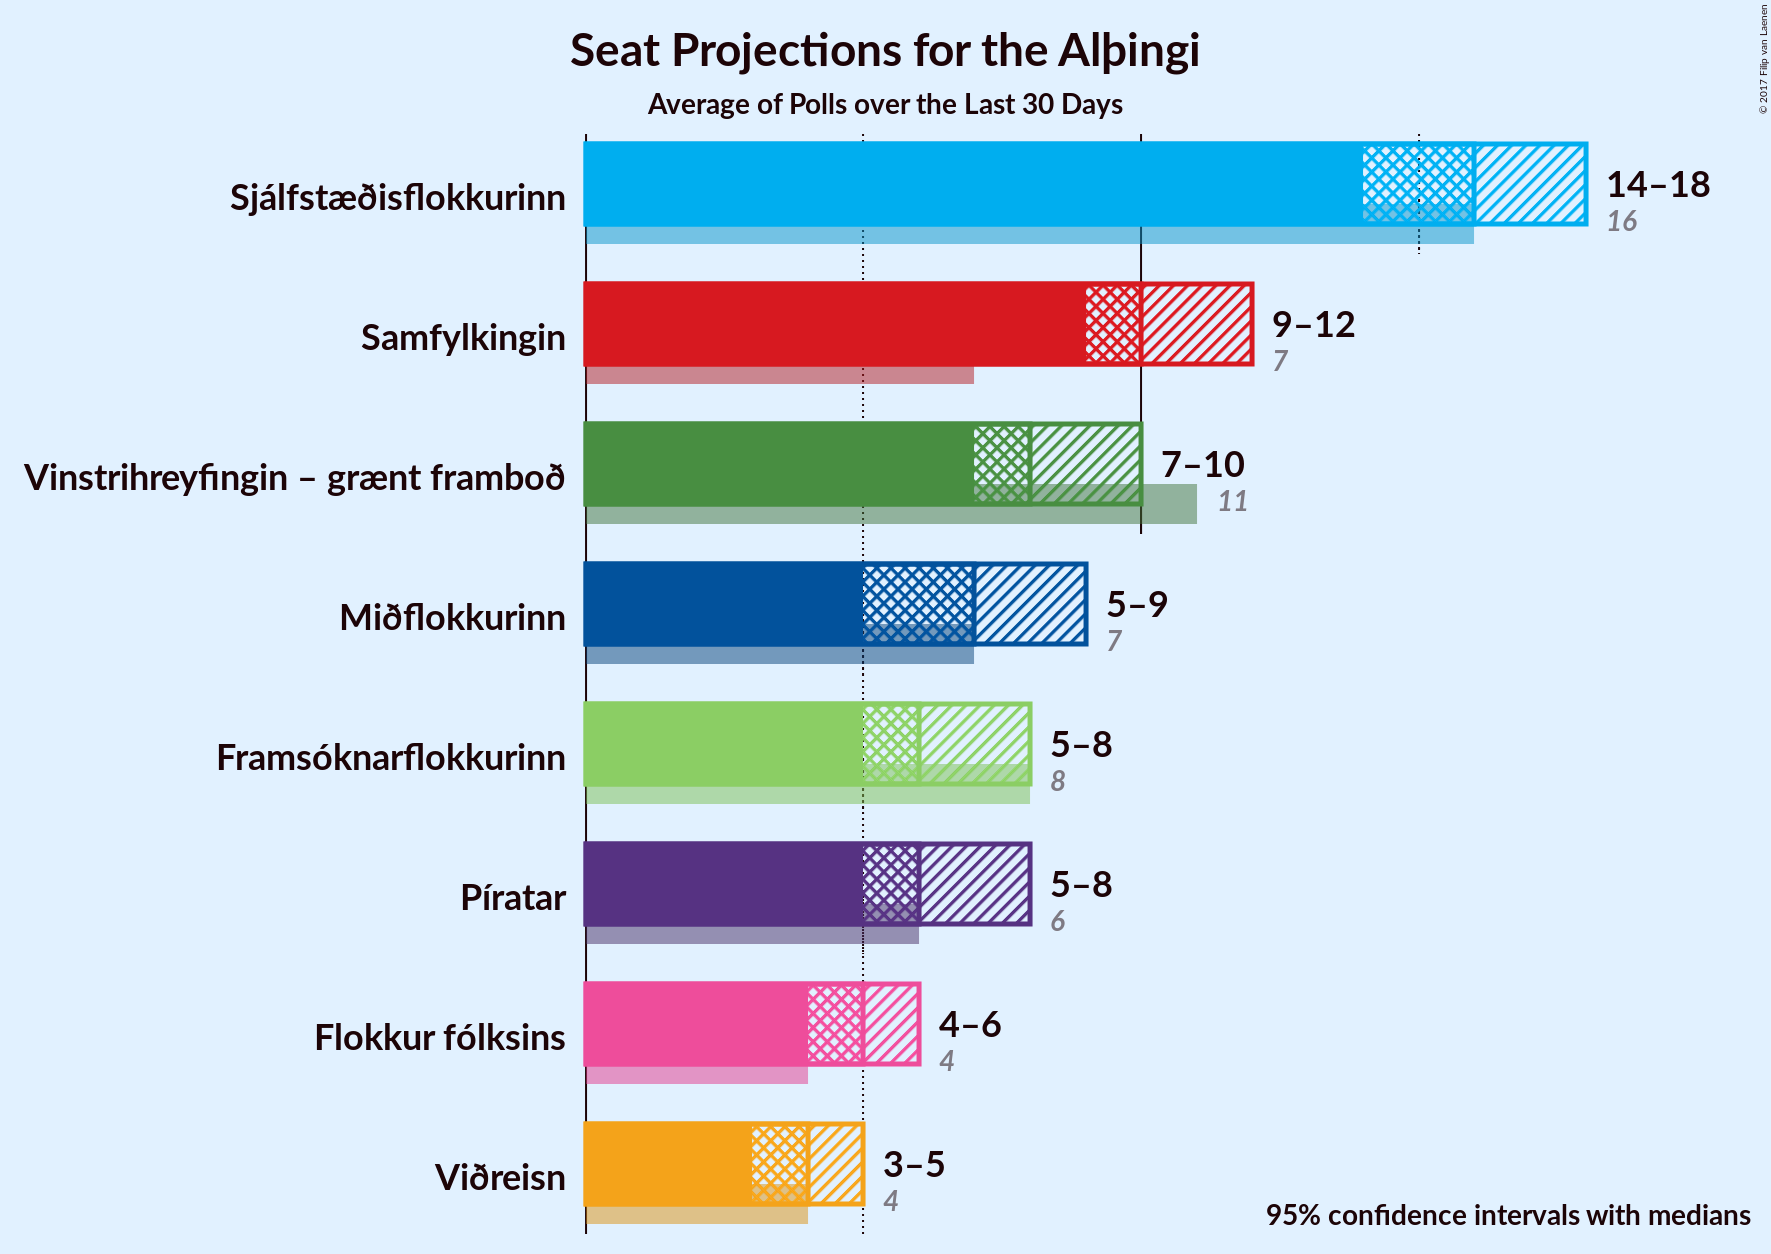 Seat Projections for the Alþingi
Average of Polls over the Last 30 Days
© 2017 Filip van Laenen
Sjálfstæðisflokkurinn
14–18
16
Samfylkingin
9–12
7
Vinstrihreyfingin – grænt framboð
7–10
11
Miðflokkurinn
5–9
7
Framsóknarflokkurinn
5–8
8
Píratar
5–8
6
Flokkur fólksins
4–6
4
Viðreisn
3–5
4
95% confidence intervals with medians